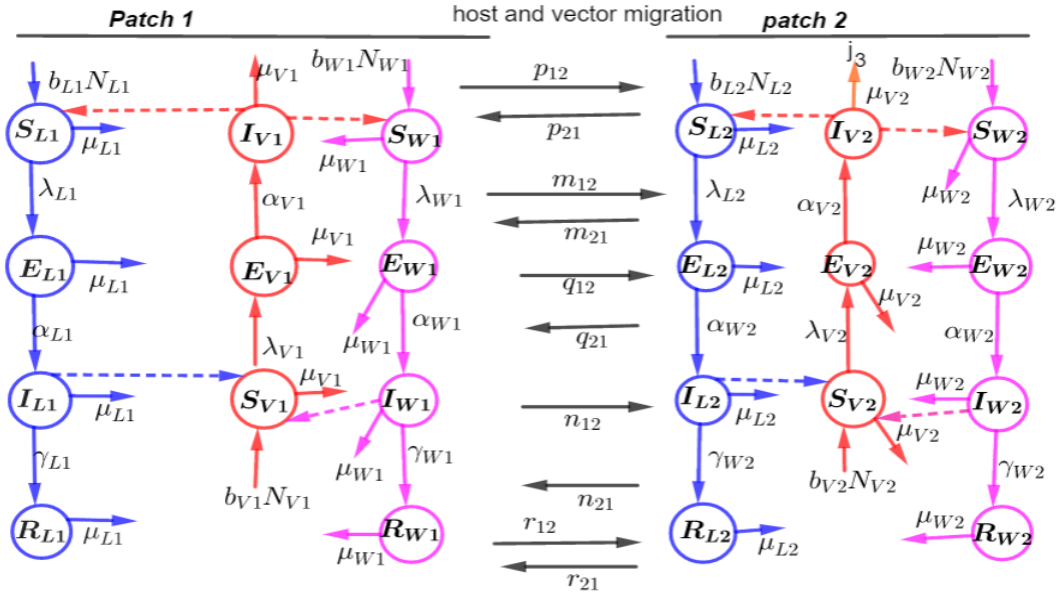 Patch 1 host and vector migration patch 2
j_3
b_{L1}N_{L1} μ_{V1} b_{W1}N_{W1} p_{12} b_{L2}N_{L2} μ_{V2} b_{W2}N_{W2}
S_{L1} μ_{L1} I_{V1} μ_{W1} S_{W1} p_{21} S_{L2} μ_{L2} I_{V2} S_{W2}
λ_{L1} α_{V1} λ_{W1} m_{12} λ_{L2} α_{V2} μ_{W2} λ_{W2}
m_{21}
E_{L1} μ_{L1} E_{V1} μ_{V1} E_{W1} q_{12} E_{L2} μ_{L2} E_{V2} μ_{V2} μ_{W2} E_{W2}
α_{L1} λ_{V1} μ_{W1} α_{W1} q_{21} α_{W2} λ_{V2} α_{W2}
I_{L1} μ_{L1} S_{V1} μ_{V1} I_{W1} n_{12} I_{L2} μ_{L2} S_{V2} μ_{V2} μ_{W2} I_{W2}
γ_{L1} b_{V1}N_{V1} μ_{W1} γ_{W1} n_{21} γ_{W2} b_{V2}N_{V2} γ_{W2}
R_{L1} μ_{L1} μ_{W1} R_{W1} r_{12} R_{L2} μ_{L2} μ_{W2} R_{W2}
r_{21}